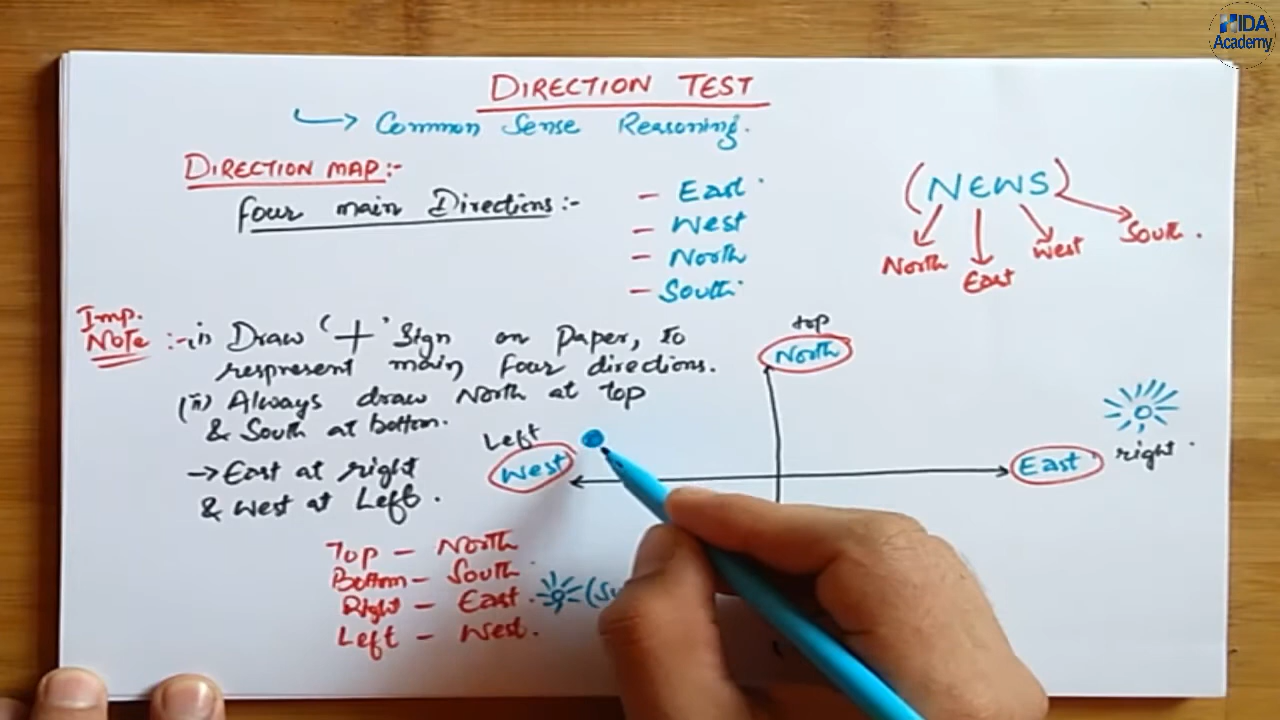 HIDA
Academy
DIRECTION TEST
Common Sense Reasoning.
DIRECTION MAP:-
Four main Directions:-
- East
- West
- North
- South
(NEWS)
North
East
West
South.
Imp.
NOTE :- (i) Draw '+' Sign on Paper, to
respresent main four directions.
(ii) Always draw North at top
& South at bottom.
→ East at right
& West at Left.
top
North
Left
West
East
right
Top - North
Bottom - South
Right - East.
Left - West.